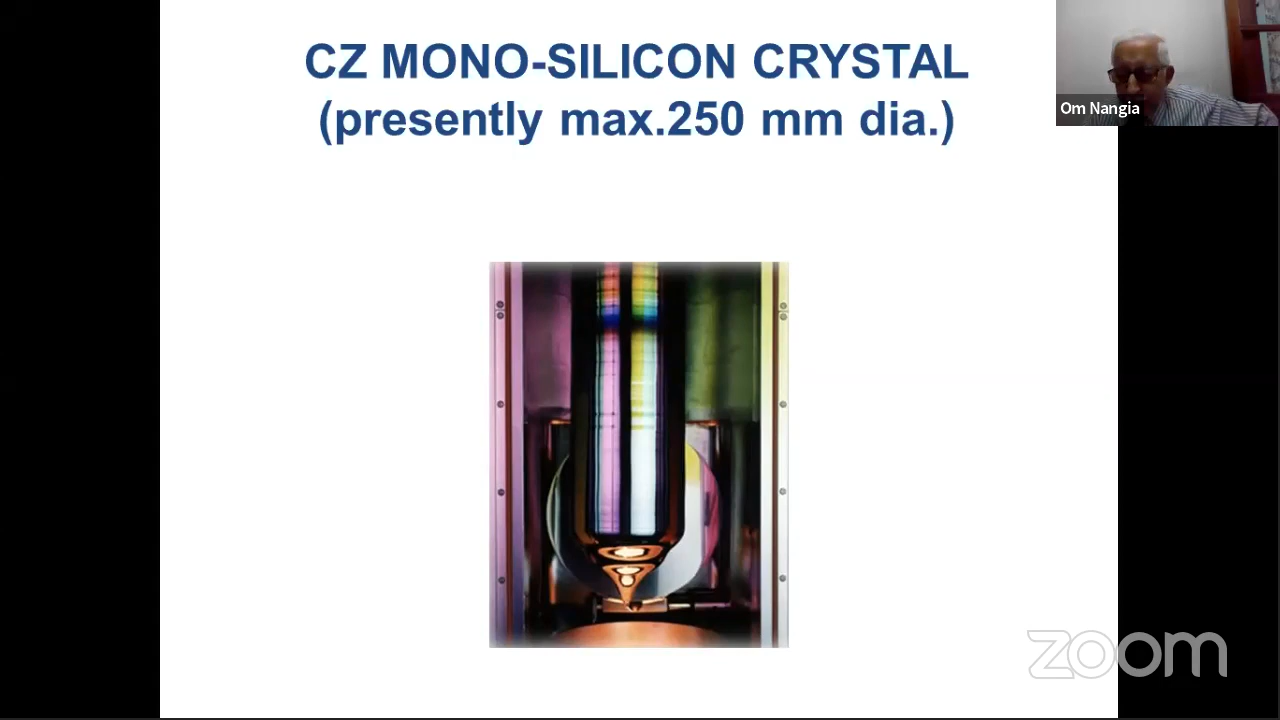 CZ MONO-SILICON CRYSTAL
(presently max.250 mm dia.)
Om Nangia
zoom